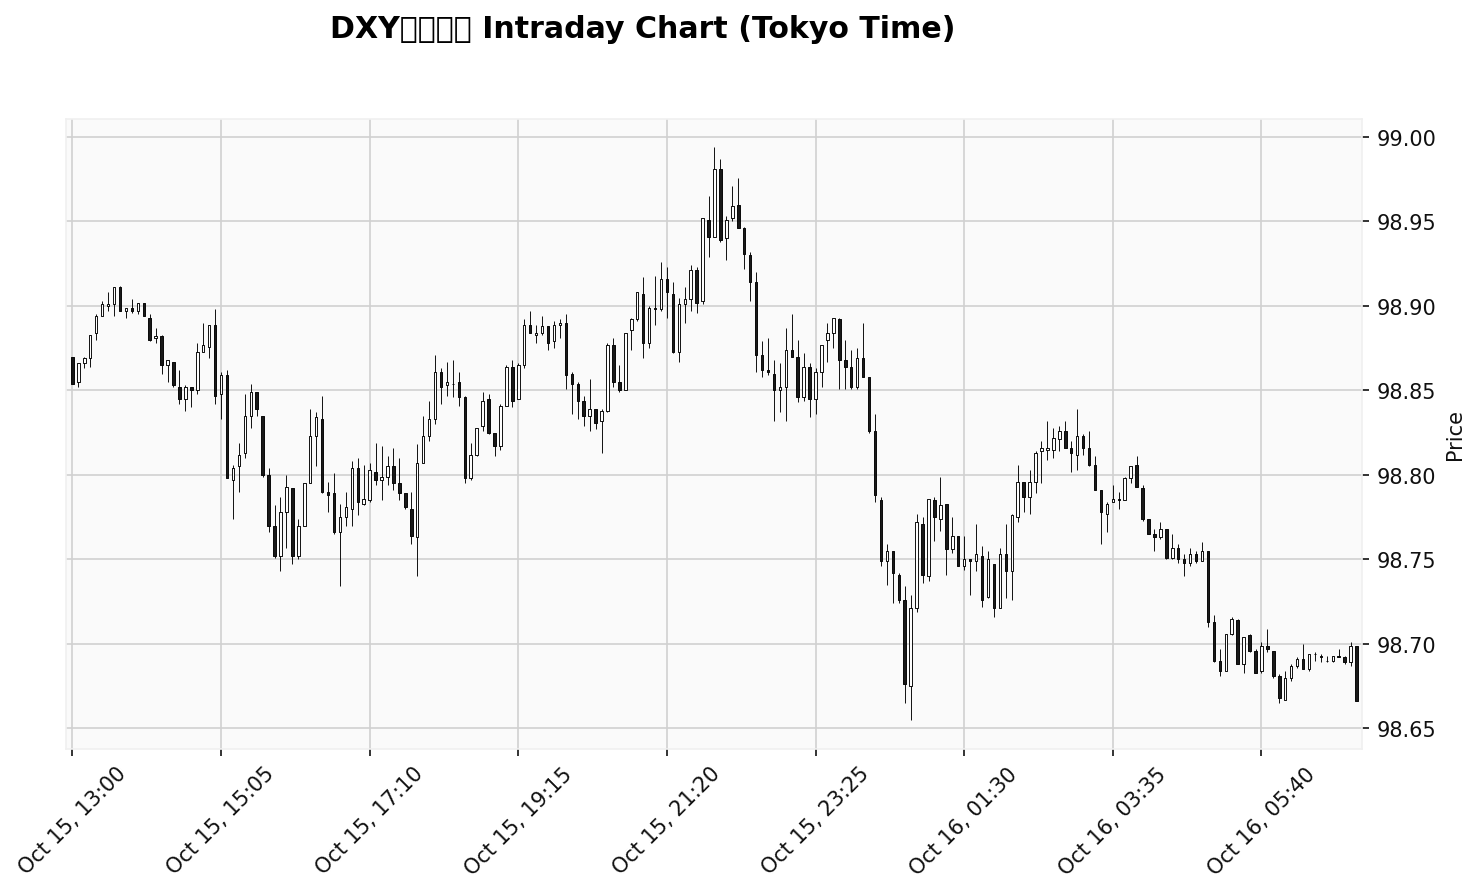 DXY Intraday Chart (Tokyo Time)
99.00
98.95
98.90
98.85
98.80
98.75
98.70
98.65
Price
Oct 15, 13:00
Oct 15, 15:05
Oct 15, 17:10
Oct 15, 19:15
Oct 15, 21:20
Oct 15, 23:25
Oct 16, 01:30
Oct 16, 03:35
Oct 16, 05:40